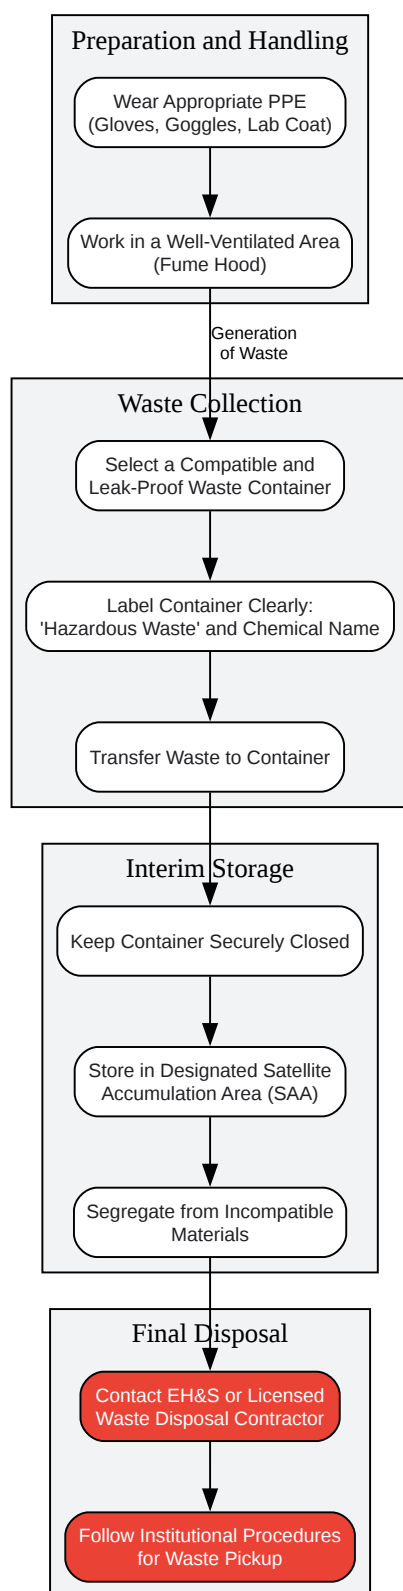 Preparation and Handling
Wear Appropriate PPE
(Gloves, Goggles, Lab Coat)
Work in a Well-Ventilated Area
(Fume Hood)
Generation
of Waste
Waste Collection
Select a Compatible and
Leak-Proof Waste Container
Label Container Clearly:
'Hazardous Waste' and Chemical Name
Transfer Waste to Container
Interim Storage
Keep Container Securely Closed
Store in Designated Satellite
Accumulation Area (SAA)
Segregate from Incompatible
Materials
Final Disposal
Contact EH&S or Licensed
Waste Disposal Contractor
Follow Institutional Procedures
for Waste Pickup